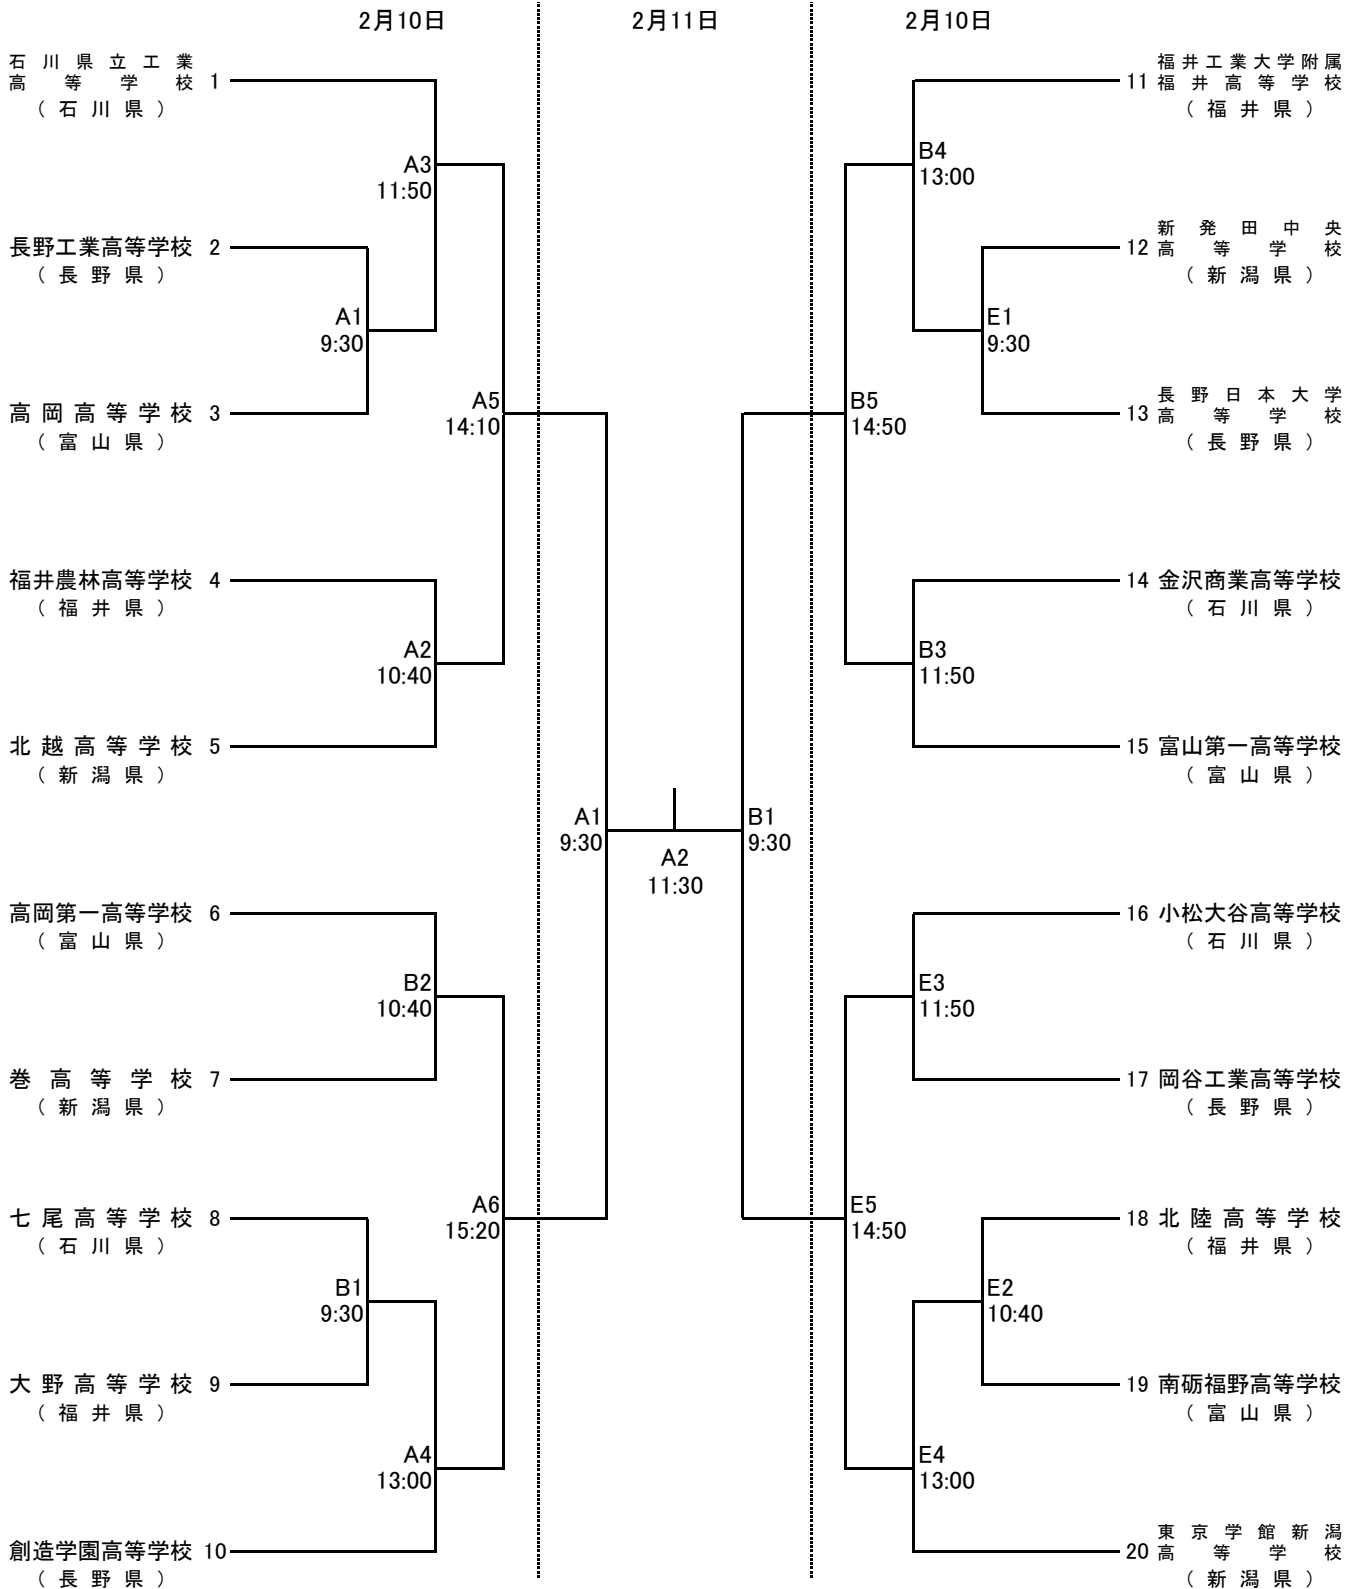 2月10日
2月11日
2月10日
石川県立工業
高等学校 1
（石川県）
A3
11:50
長野工業高等学校 2
（長野県）
A1
9:30
高岡高等学校 3
（富山県）
A5
14:10
福井農林高等学校 4
（福井県）
A2
10:40
北越高等学校 5
（新潟県）
高岡第一高等学校 6
（富山県）
B2
10:40
巻高等学校 7
（新潟県）
七尾高等学校 8
（石川県）
A6
15:20
B1
9:30
大野高等学校 9
（福井県）
A4
13:00
創造学園高等学校 10
（長野県）
A1
9:30
A2
11:30
B1
9:30
福井工業大学附属
11 福井高等学校
（福井県）
B4
13:00
新発田中央
12 高等学校
（新潟県）
E1
9:30
長野日本大学
13 高等学校
（長野県）
B5
14:50
14 金沢商業高等学校
（石川県）
B3
11:50
15 富山第一高等学校
（富山県）
16 小松大谷高等学校
（石川県）
E3
11:50
17 岡谷工業高等学校
（長野県）
E5
14:50
18 北陸高等学校
（福井県）
E2
10:40
19 南砺福野高等学校
（富山県）
E4
13:00
東京学館新潟
20 高等学校
（新潟県）